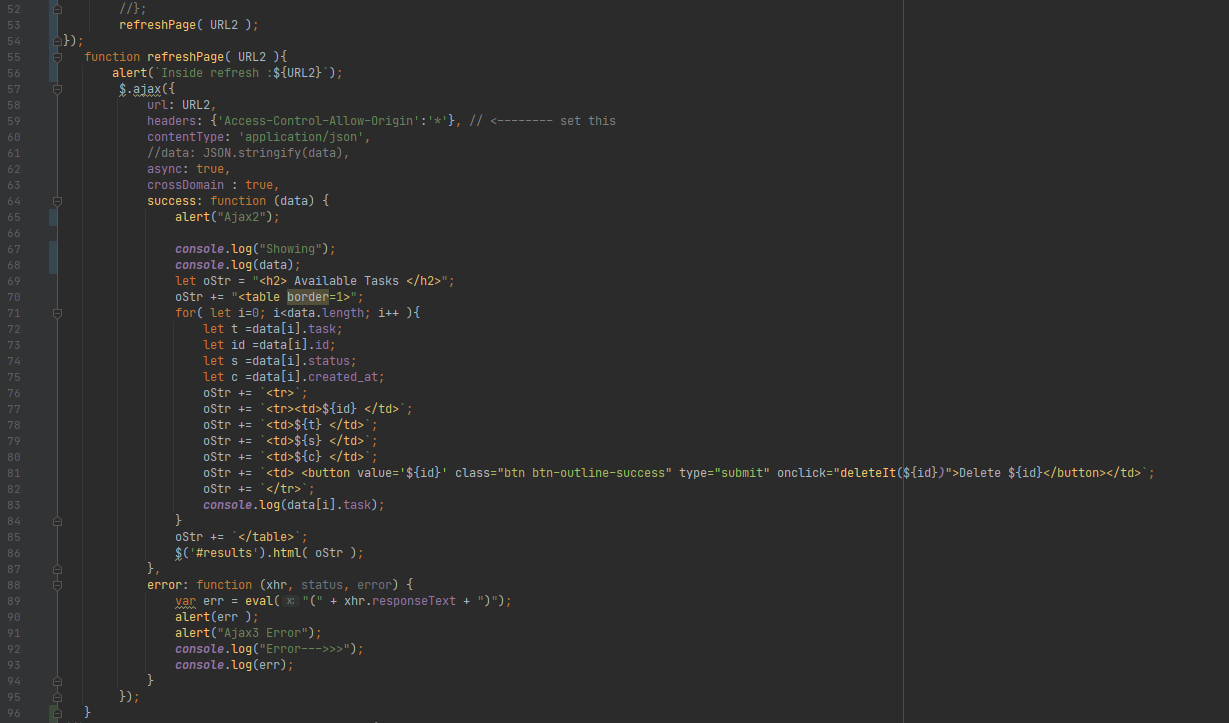 52 //};
53 refreshPage( URL2 );
54 });
55 function refreshPage( URL2 ){
56 alert(`Inside refresh :${URL2}`);
57 $.ajax({
58 url: URL2,
59 headers: {'Access-Control-Allow-Origin':'*'}, // <-------- set this
60 contentType: 'application/json',
61 //data: JSON.stringify(data),
62 async: true,
63 crossDomain : true,
64 success: function (data) {
65 alert("Ajax2");
66
67 console.log("Showing");
68 console.log(data);
69 let oStr = "<h2> Available Tasks </h2>";
70 oStr += "<table border=1>";
71 for( let i=0; i<data.length; i++ ){
72 let t =data[i].task;
73 let id =data[i].id;
74 let s =data[i].status;
75 let c =data[i].created_at;
76 oStr += `<tr>`;
77 oStr += `<tr><td>${id} </td>`;
78 oStr += `<td>${t} </td>`;
79 oStr += `<td>${s} </td>`;
80 oStr += `<td>${c} </td>`;
81 oStr += `<td> <button value='${id}' class="btn btn-outline-success" type="submit" onclick="deleteIt(${id})">Delete ${id}</button></td>`;
82 oStr += `</tr>`;
83 console.log(data[i].task);
84 }
85 oStr += `</table>`;
86 $('#results').html( oStr );
87 },
88 error: function (xhr, status, error) {
89 var err = eval( x: "(" + xhr.responseText + ")");
90 alert(err );
91 alert("Ajax3 Error");
92 console.log("Error--->>>");
93 console.log(err);
94 }
95 });
96 }